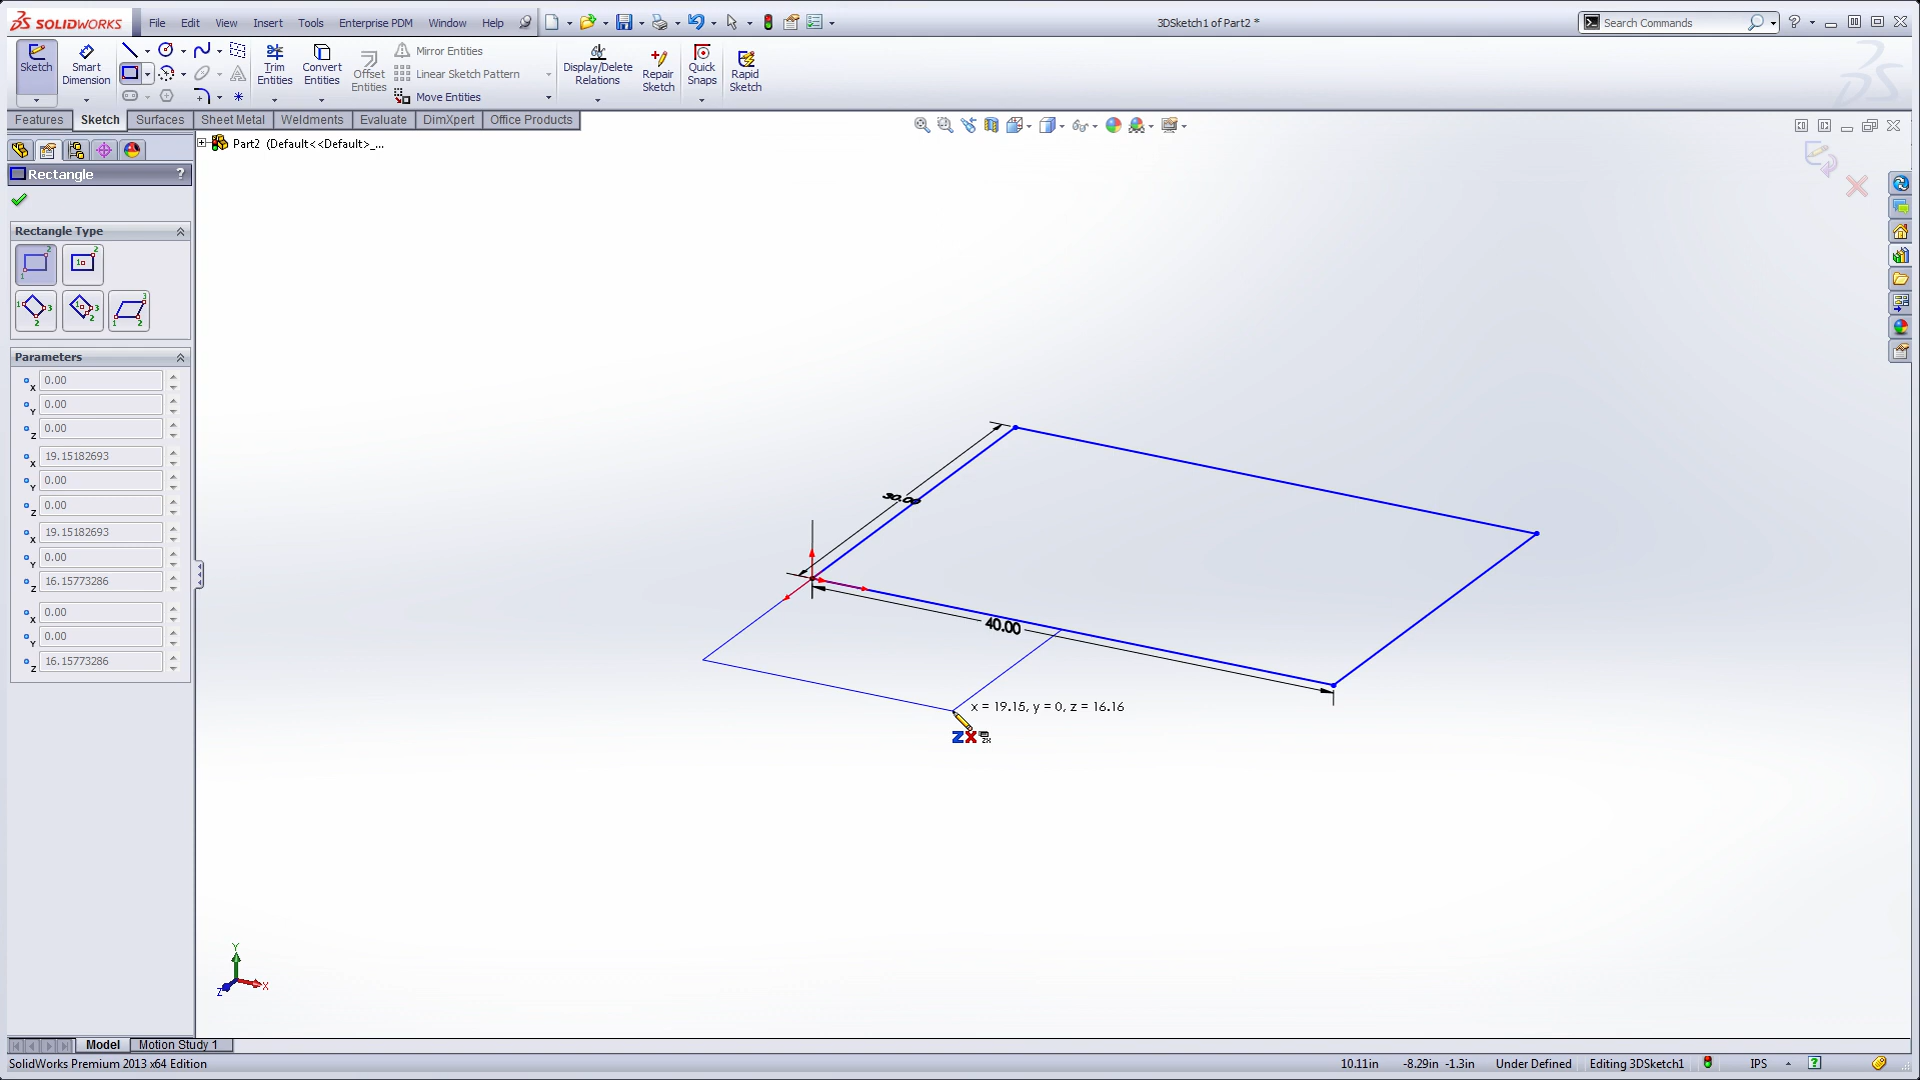 SOLIDWORKS File Edit View Insert Tools Enterprise PDM Window Help 3DSketch1 of Part2 * Search Commands ?
Sketch Smart Dimension Trim Entities Convert Entities Offset Entities Mirror Entities Linear Sketch Pattern Move Entities Display/Delete Relations Repair Sketch Quick Snaps Rapid Sketch
Features Sketch Surfaces Sheet Metal Weldments Evaluate DimXpert Office Products
Part2 (Default<<Default>_...
Rectangle ?
Rectangle Type
Parameters
X 0.00
Y 0.00
Z 0.00
X 19.15182693
Y 0.00
Z 0.00
X 19.15182693
Y 0.00
Z 16.15773286
X 0.00
Y 0.00
Z 16.15773286
30.00
40.00
x = 19.15, y = 0, z = 16.16
ZX
Y
Z X
Model Motion Study 1
SolidWorks Premium 2013 x64 Edition 10.11in -8.29in -1.3in Under Defined Editing 3DSketch1 IPS ?